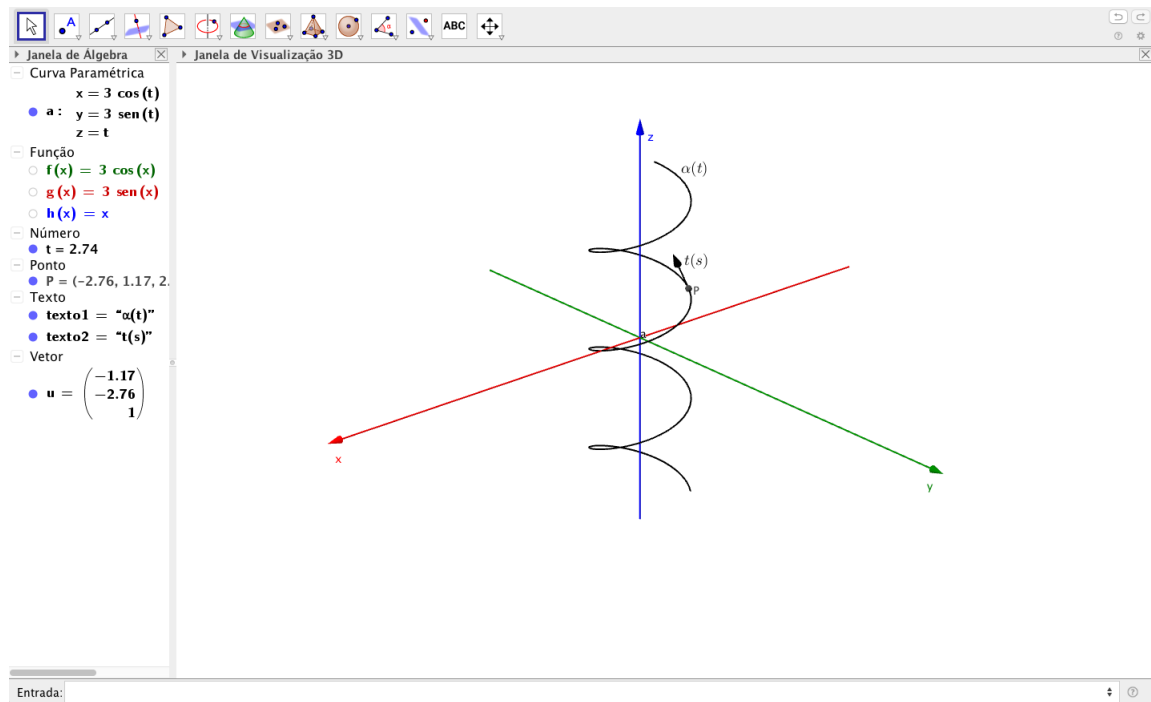 ABC
Janela de Álgebra
Janela de Visualização 3D
Curva Paramétrica
x = 3 cos (t)
a : y = 3 sen (t)
z = t
Função
f (x) = 3 cos (x)
g (x) = 3 sen (x)
h (x) = x
Número
t = 2.74
Ponto
P = (-2.76, 1.17, 2.
Texto
texto1 = “α(t)”
texto2 = “t(s)”
Vetor
−1.17
u = −2.76
1
z
α(t)
t(s)
P
a
x
y
Entrada: